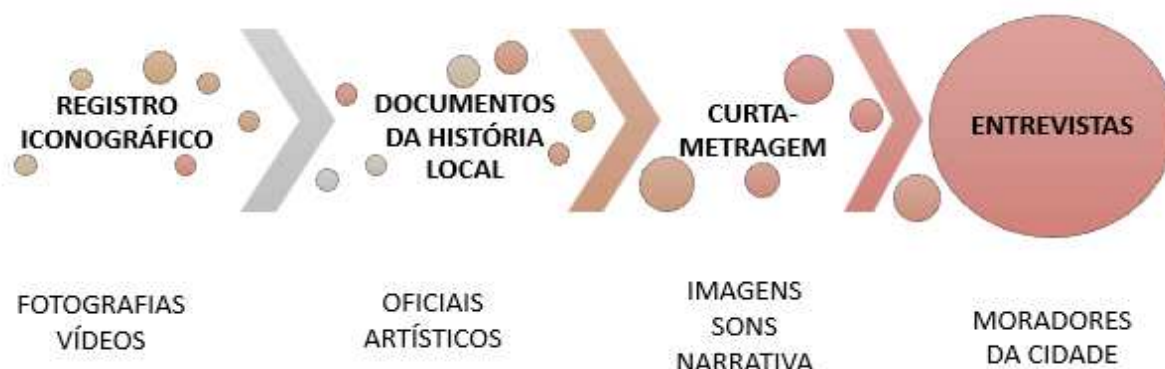 REGISTRO
ICONOGRÁFICO
DOCUMENTOS
DA HISTÓRIA
LOCAL
CURTA-
METRAGEM
ENTREVISTAS
FOTOGRAFIAS
VÍDEOS
OFICIAIS
ARTÍSTICOS
IMAGENS
SONS
NARRATIVA
MORADORES
DA CIDADE